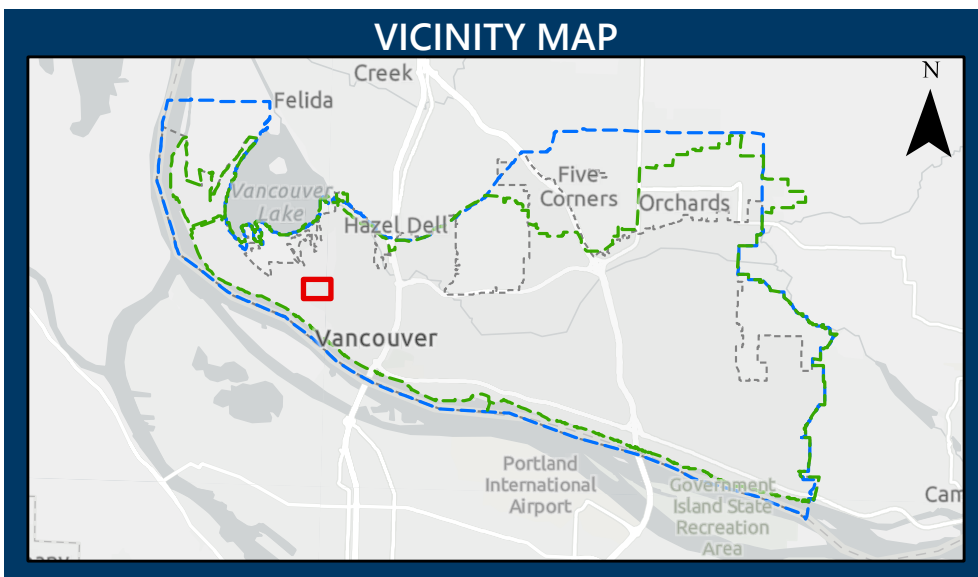 VICINITY MAP
Creek
N
Felida
Vancouver
Lake
Five-
Corners
Orchards
Hazel Dell
Vancouver
Portland
International
Airport
Government
Island State
Recreation
Area
Cam